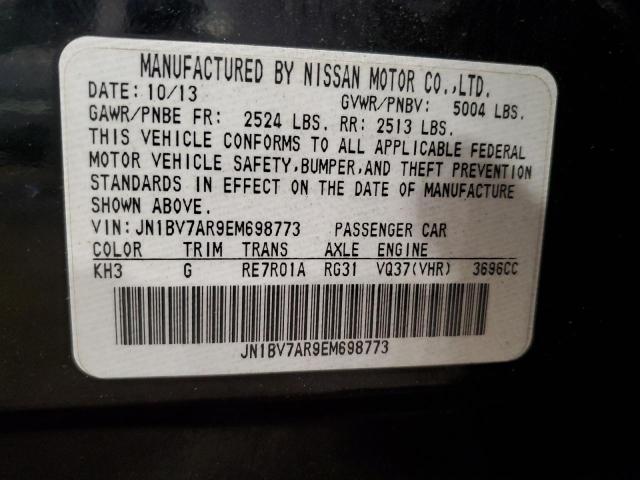 MANUFACTURED BY NISSAN MOTOR CO.,LTD.
DATE: 10/13 GVWR/PNBV: 5004 LBS.
GAWR/PNBE FR: 2524 LBS. RR: 2513 LBS.
THIS VEHICLE CONFORMS TO ALL APPLICABLE FEDERAL
MOTOR VEHICLE SAFETY,BUMPER,AND THEFT PREVENTION
STANDARDS IN EFFECT ON THE DATE OF MANUFACTURE
SHOWN ABOVE.
VIN:JN1BV7AR9EM698773 PASSENGER CAR
COLOR TRIM TRANS AXLE ENGINE
KH3 G RE7R01A RG31 VQ37(VHR) 3696CC
JN1BV7AR9EM698773